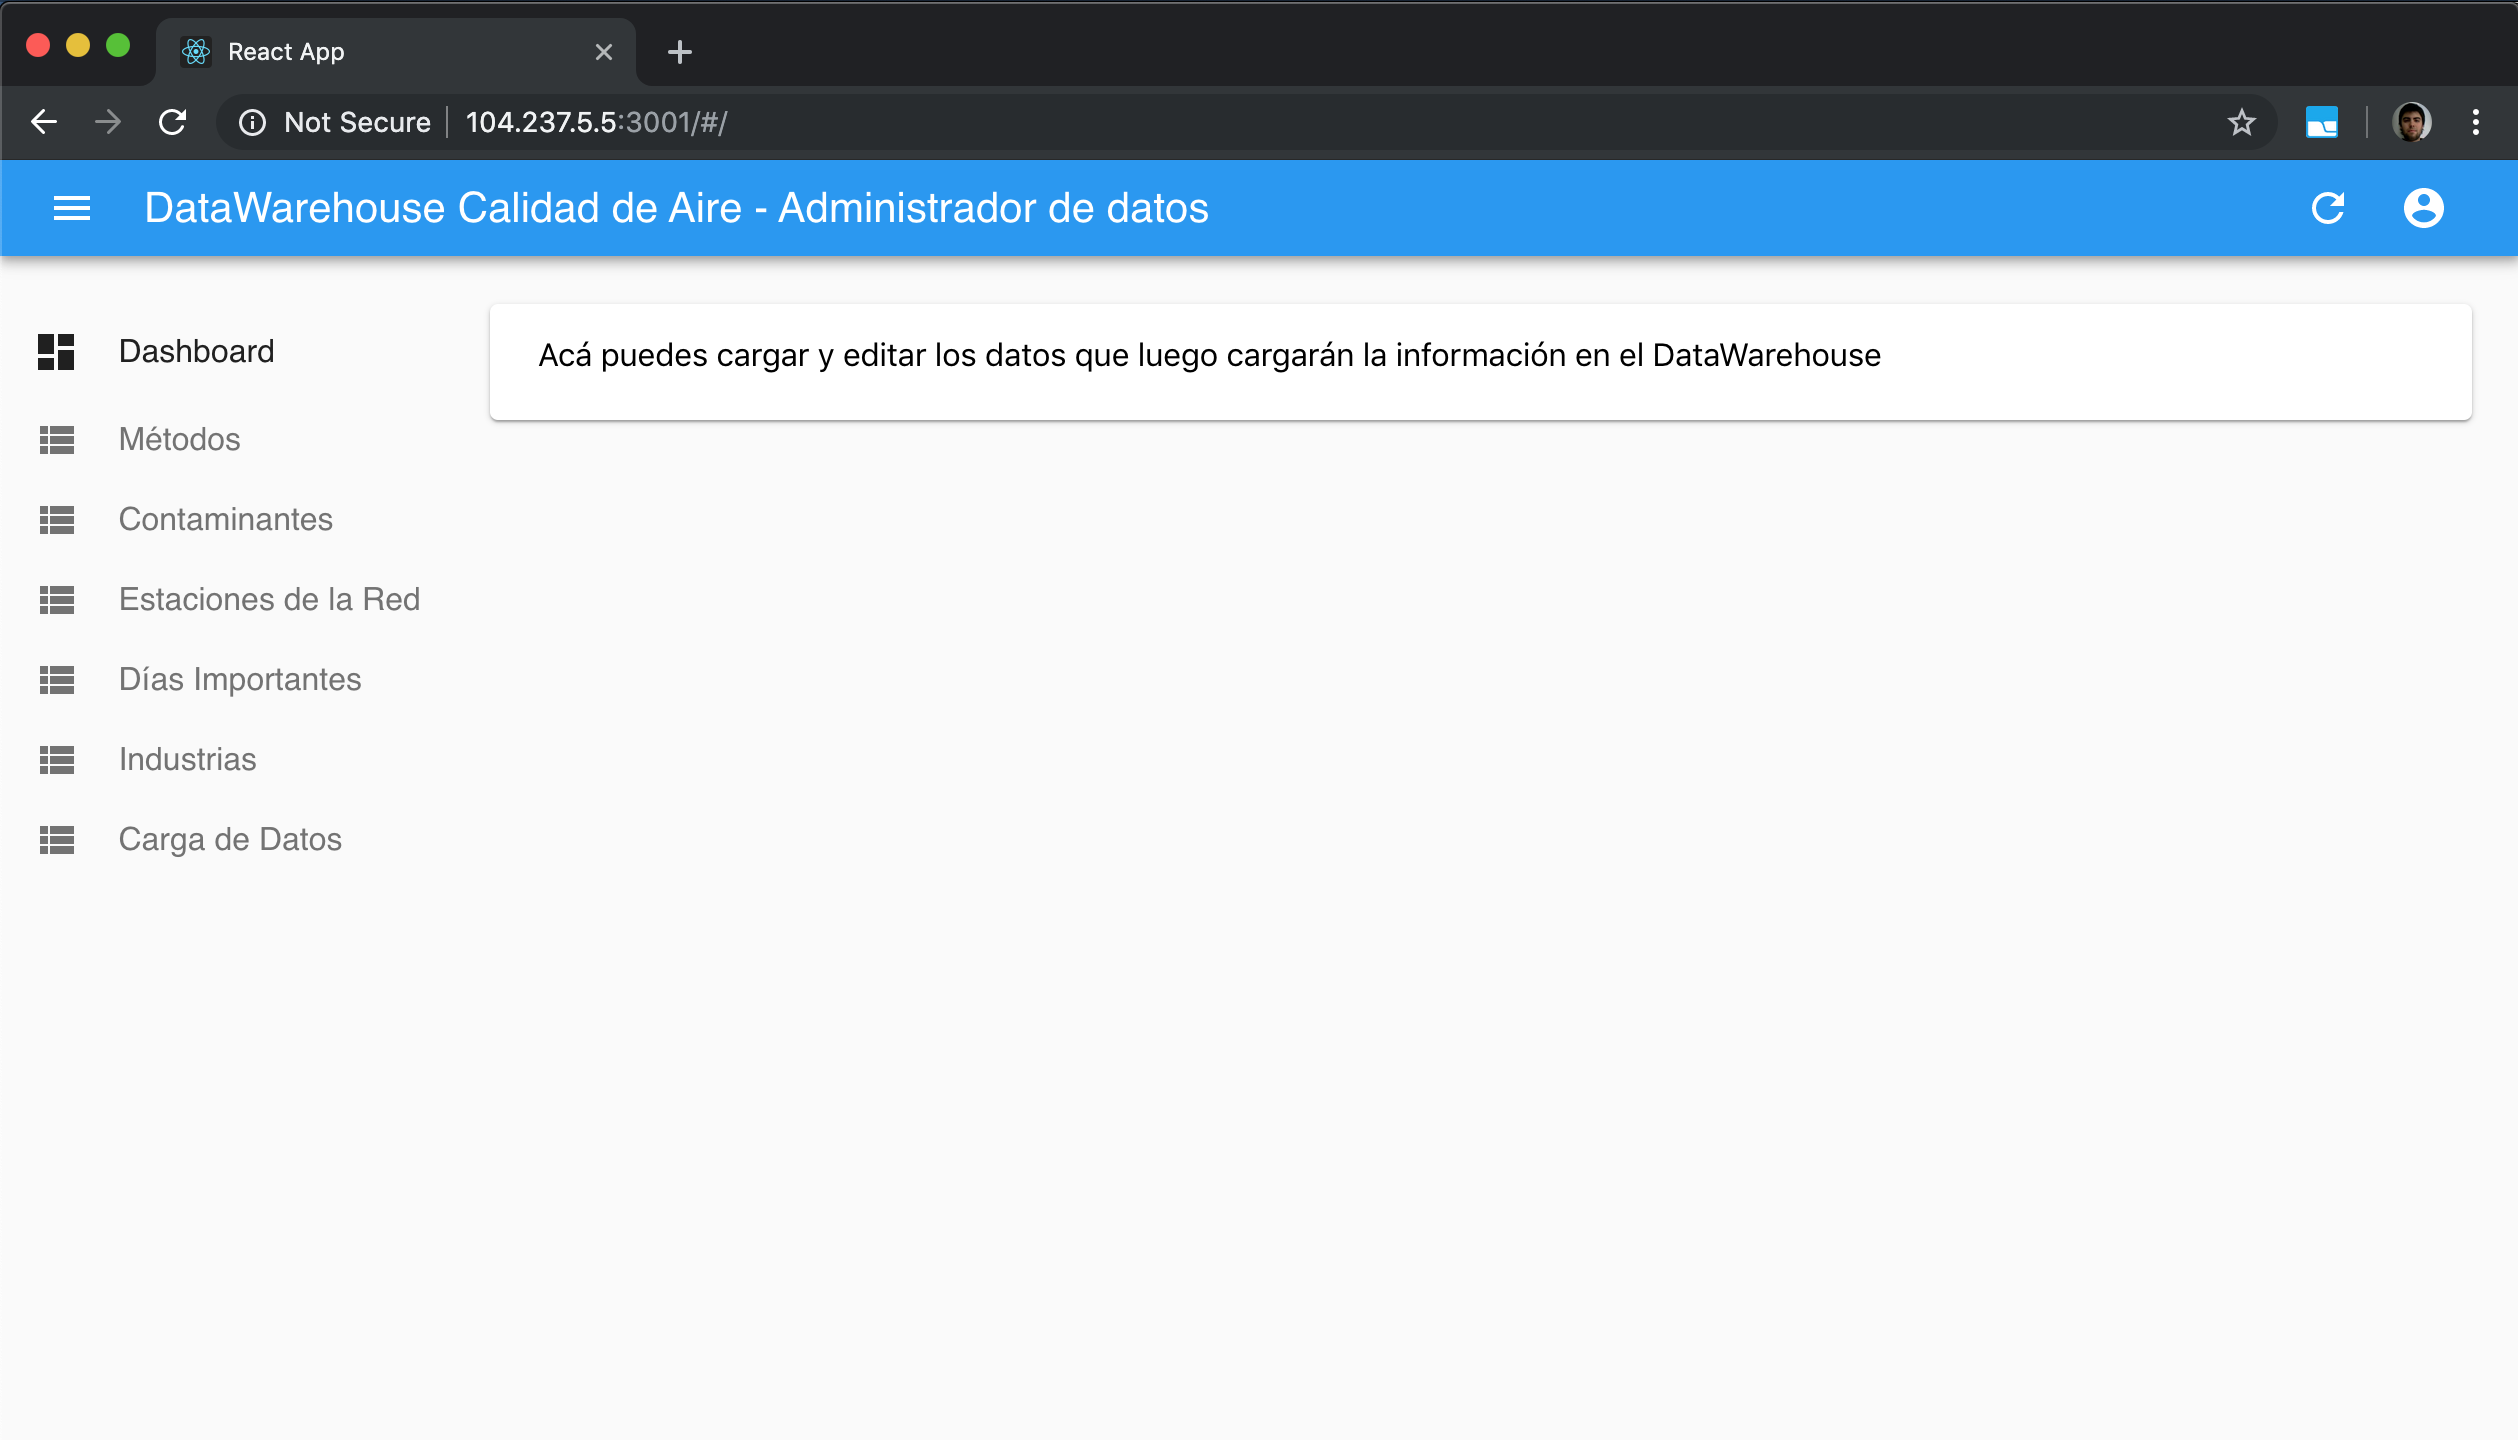 React App
Not Secure 104.237.5.5:3001/#/
DataWarehouse Calidad de Aire - Administrador de datos
Dashboard
Acá puedes cargar y editar los datos que luego cargarán la información en el DataWarehouse
Métodos
Contaminantes
Estaciones de la Red
Días Importantes
Industrias
Carga de Datos